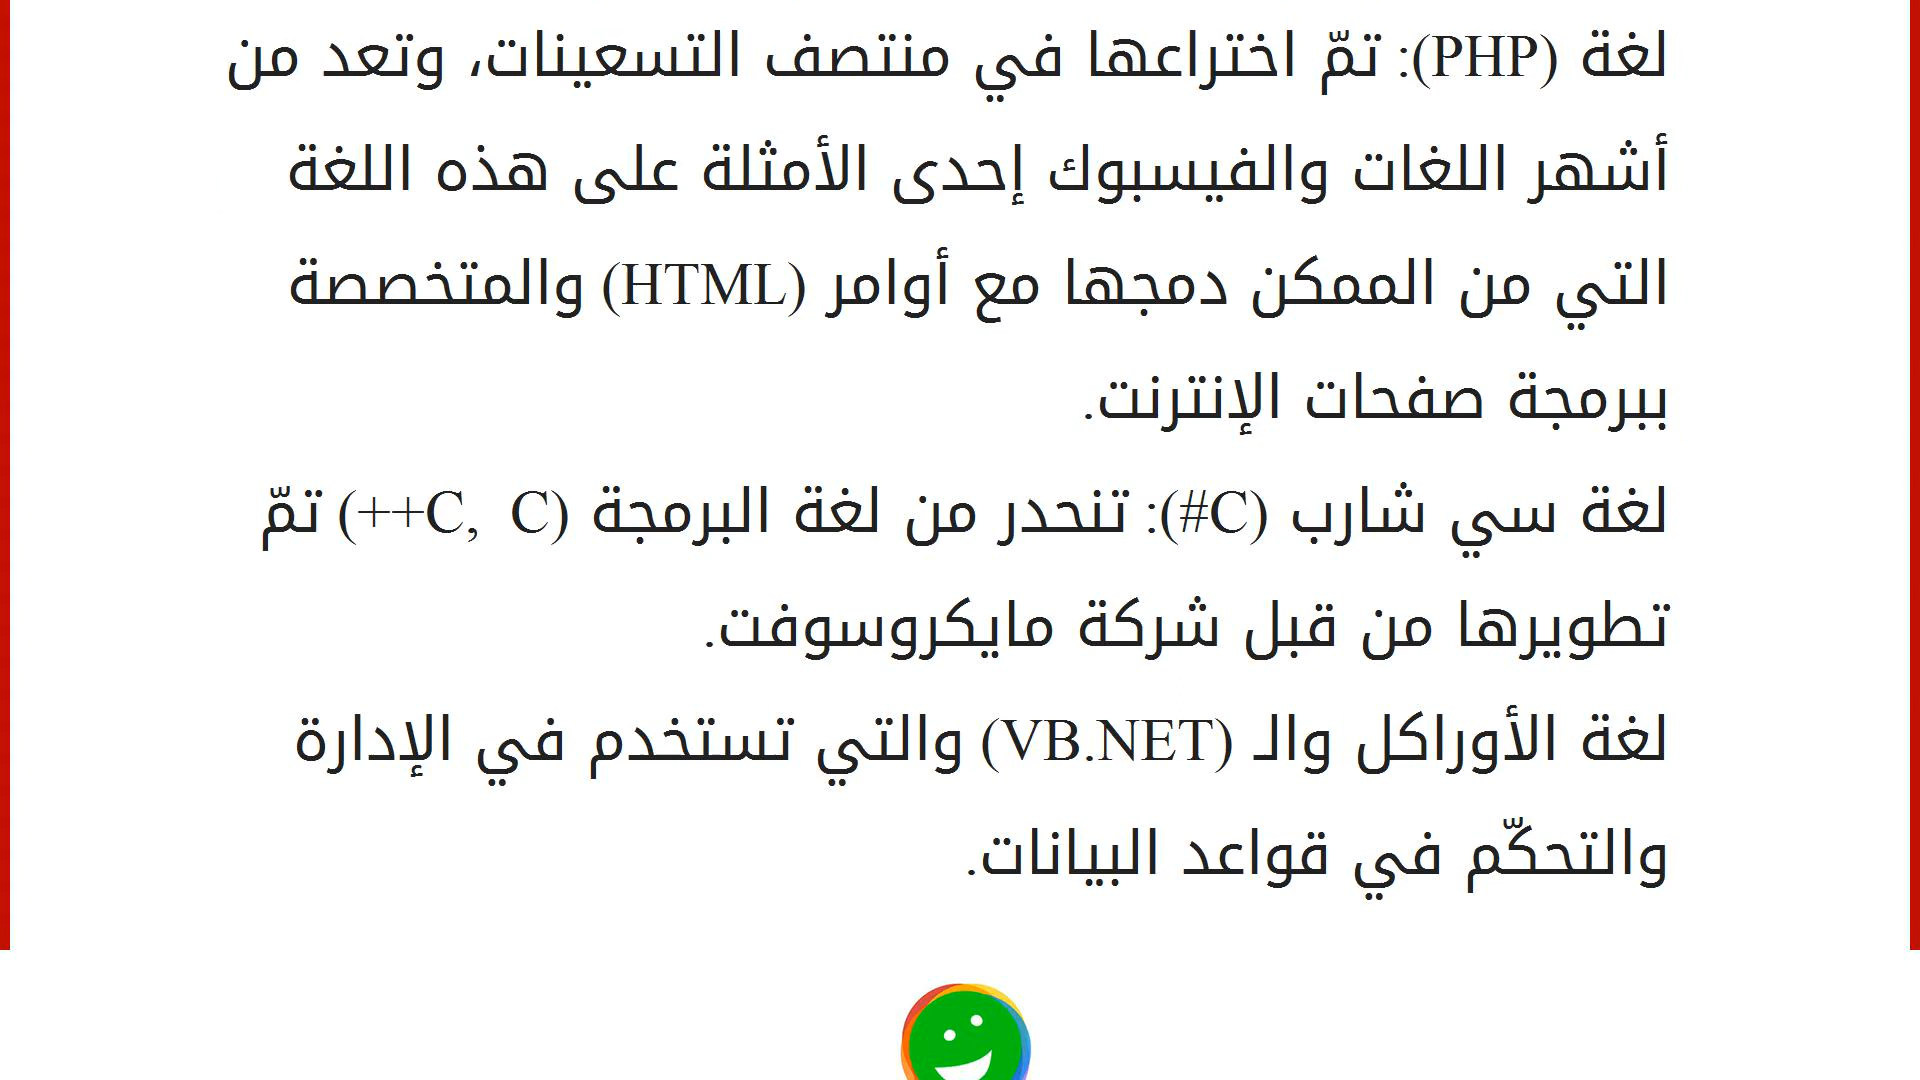 لغة (PHP): تمّ اختراعها في منتصف التسعينات، وتعد من
أشهر اللغات والفيسبوك إحدى الأمثلة على هذه اللغة
التي من الممكن دمجها مع أوامر (HTML) والمتخصصة
ببرمجة صفحات الإنترنت.
لغة سي شارب (C#): تنحدر من لغة البرمجة (C, C++) تمّ
تطويرها من قبل شركة مايكروسوفت.
لغة الأوراكل والـ (VB.NET) والتي تستخدم في الإدارة
والتحكّم في قواعد البيانات.